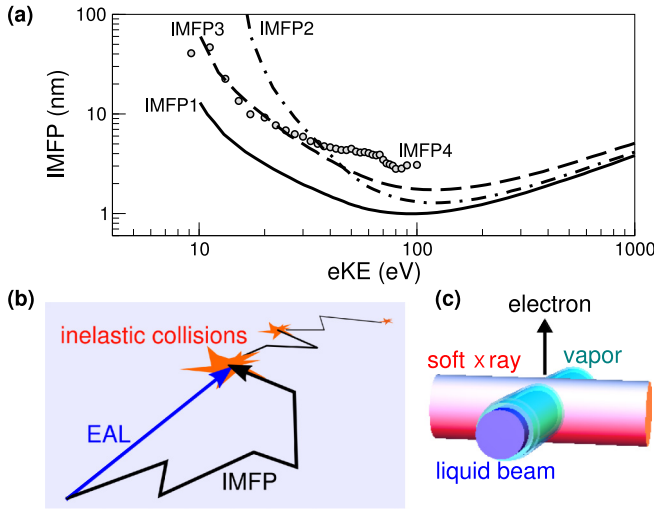 (a)
100
10
1
IMFP (nm)
IMFP3
IMFP2
IMFP1
IMFP4
10
100
1000
eKE (eV)
(b)
inelastic collisions
EAL
IMFP
(c)
electron
soft x ray
vapor
liquid beam